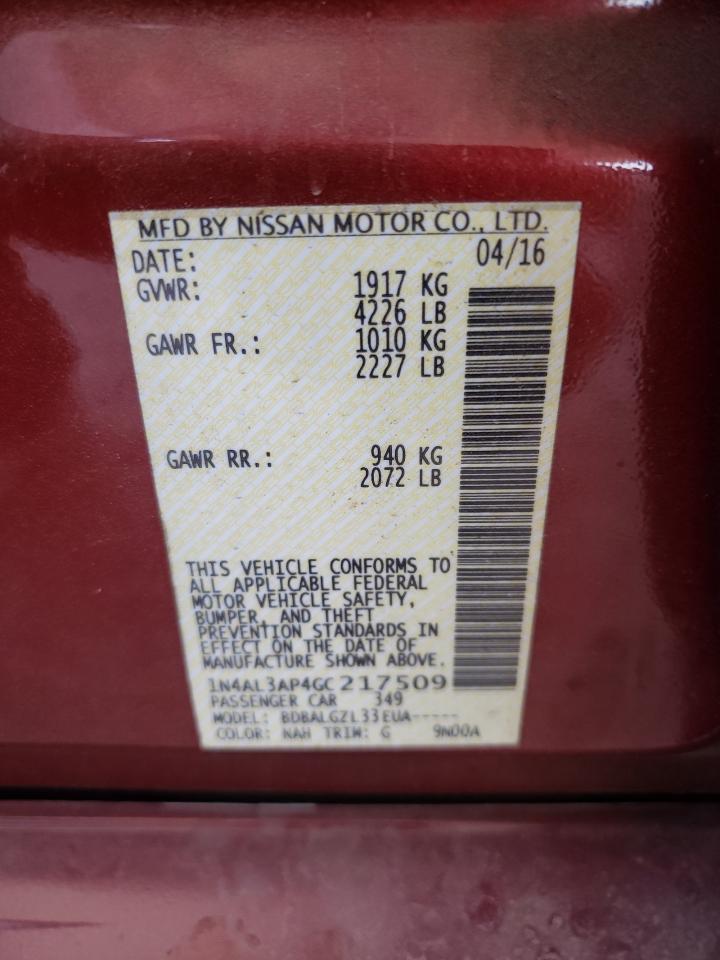 MFD BY NISSAN MOTOR CO., LTD.
DATE: 04/16
GVWR: 1917 KG
4226 LB
GAWR FR.: 1010 KG
2227 LB
GAWR RR.: 940 KG
2072 LB
THIS VEHICLE CONFORMS TO
ALL APPLICABLE FEDERAL
MOTOR VEHICLE SAFETY,
BUMPER, AND THEFT
PREVENTION STANDARDS IN
EFFECT ON THE DATE OF
MANUFACTURE SHOWN ABOVE.
1N4AL3AP4GC217509
PASSENGER CAR 349
MODEL: BDBALGZL33EUA-----
COLOR: NAH TRIM: G 9N00A